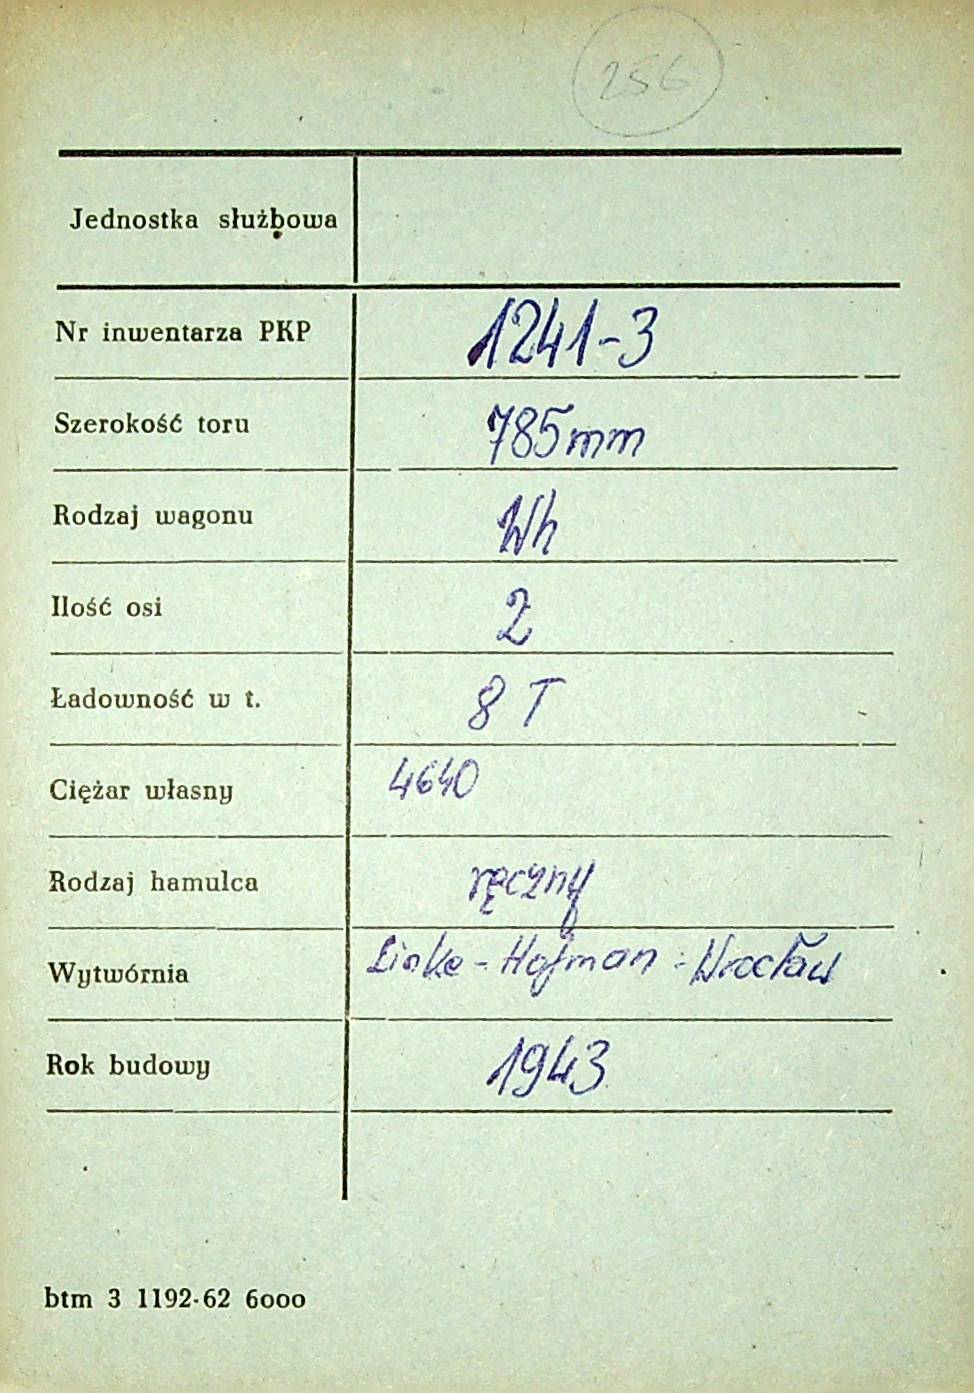 256
Jednostka służbowa
Nr inwentarza PKP 1241-3
Szerokość toru 785mm
Rodzaj wagonu Wh
Ilość osi 2
Ładowność w t. 8 T
Ciężar własny 4640
Rodzaj hamulca ręczny
Wytwórnia Linke-Hofman-Wrocław
Rok budowy 1943
btm 3 1192-62 6000